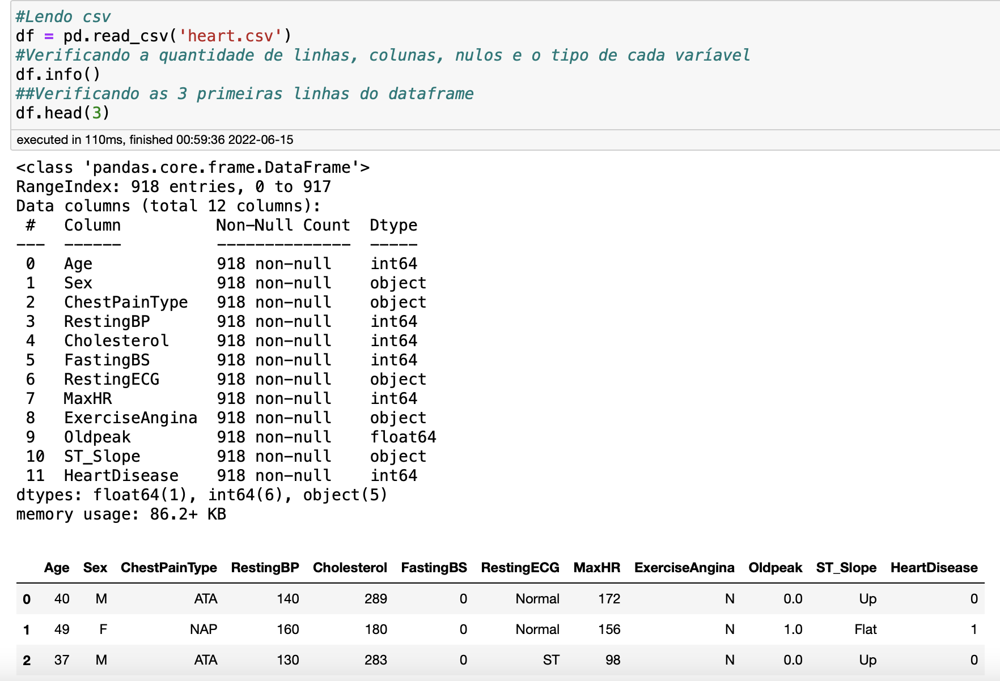 #Lendo csv
df = pd.read_csv('heart.csv')
#Verificando a quantidade de linhas, colunas, nulos e o tipo de cada varíavel
df.info()
##Verificando as 3 primeiras linhas do dataframe
df.head(3)
executed in 110ms, finished 00:59:36 2022-06-15
<class 'pandas.core.frame.DataFrame'>
RangeIndex: 918 entries, 0 to 917
Data columns (total 12 columns):
 #   Column          Non-Null Count  Dtype
---  ------          --------------  -----
 0   Age             918 non-null    int64
 1   Sex             918 non-null    object
 2   ChestPainType   918 non-null    object
 3   RestingBP       918 non-null    int64
 4   Cholesterol     918 non-null    int64
 5   FastingBS       918 non-null    int64
 6   RestingECG      918 non-null    object
 7   MaxHR           918 non-null    int64
 8   ExerciseAngina  918 non-null    object
 9   Oldpeak         918 non-null    float64
 10  ST_Slope        918 non-null    object
 11  HeartDisease    918 non-null    int64
dtypes: float64(1), int64(6), object(5)
memory usage: 86.2+ KB
Age Sex ChestPainType RestingBP Cholesterol FastingBS RestingECG MaxHR ExerciseAngina Oldpeak ST_Slope HeartDisease
0 40 M ATA 140 289 0 Normal 172 N 0.0 Up 0
1 49 F NAP 160 180 0 Normal 156 N 1.0 Flat 1
2 37 M ATA 130 283 0 ST 98 N 0.0 Up 0